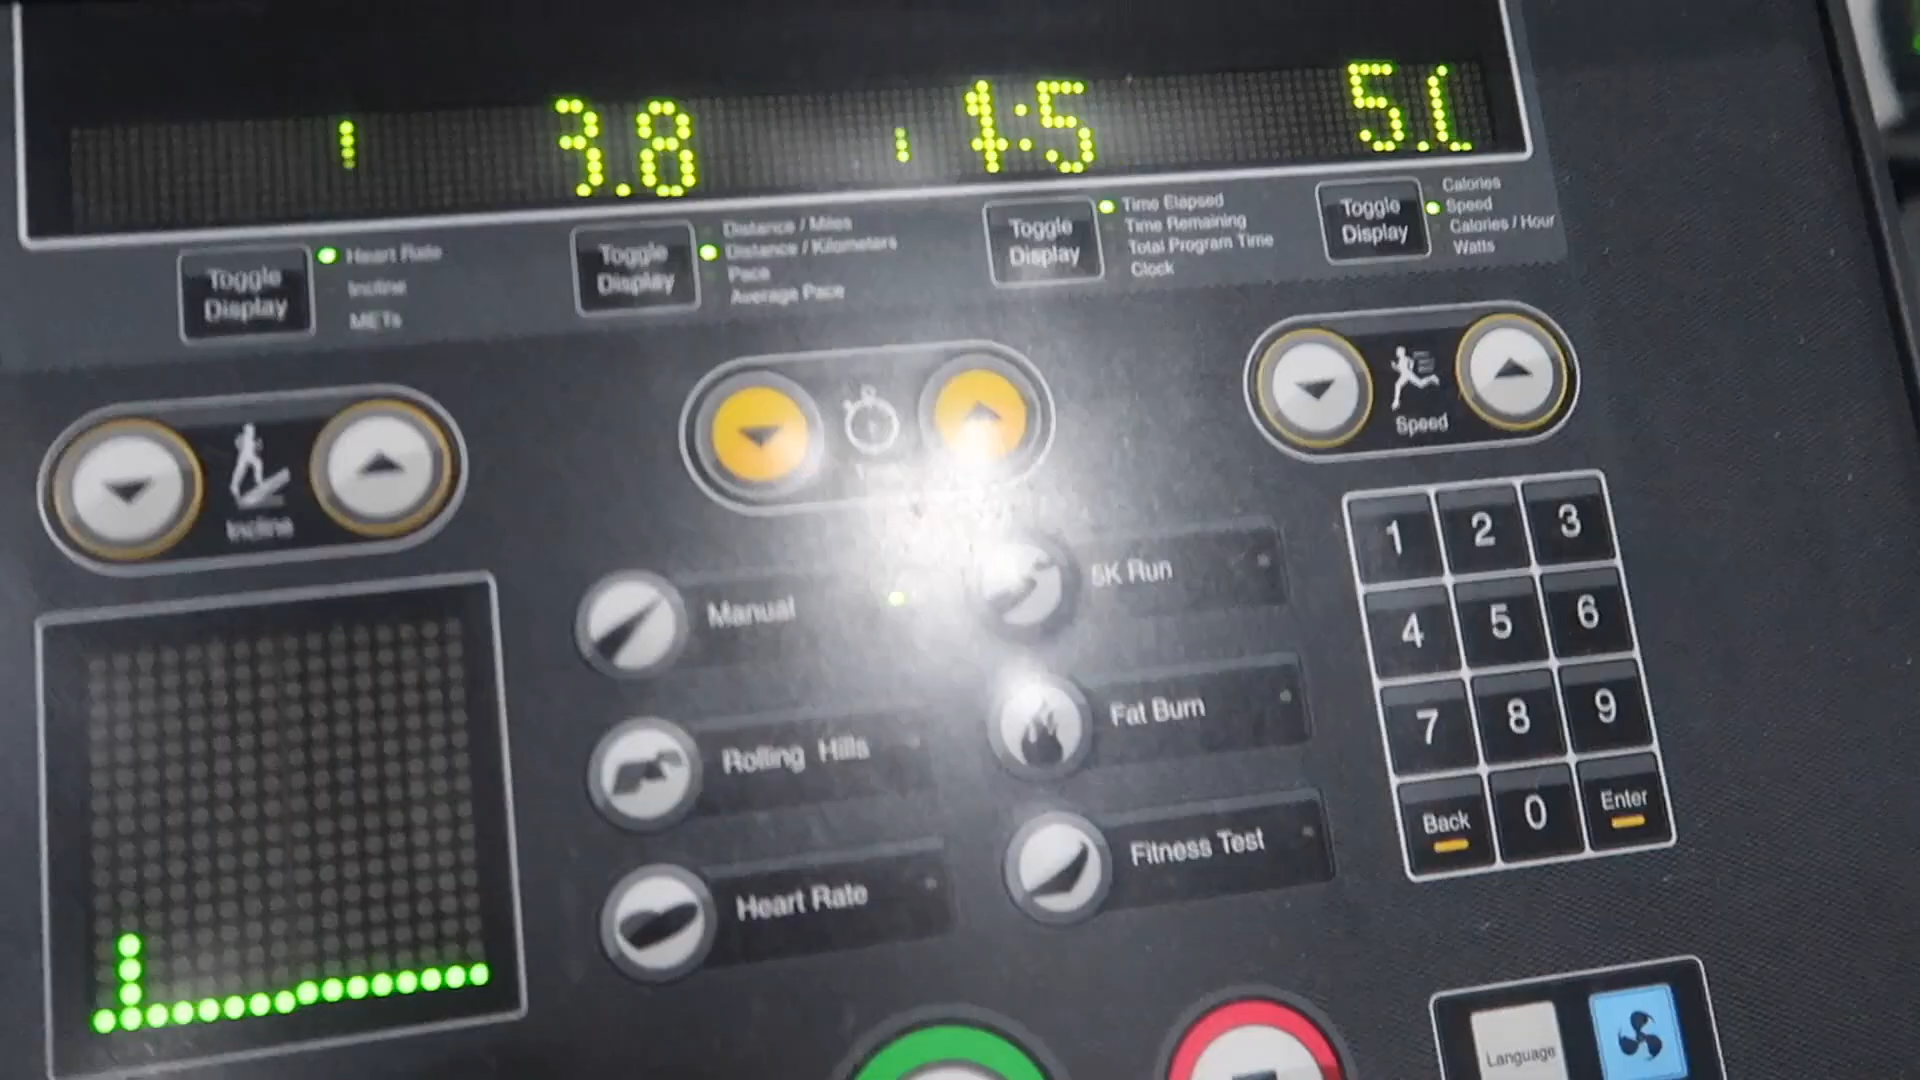 3.8
5.
Toggle
Display
Heart Rate
Incline
METs
Toggle
Display
Distance / Miles
Distance / Kilometers
Pace
Average Pace
Toggle
Display
Time Elapsed
Time Remaining
Total Program Time
Clock
Toggle
Display
Calories
Speed
Calories / Hour
Watts
Incline
Speed
Manual
5K Run
Rolling Hills
Fat Burn
Heart Rate
Fitness Test
1 2 3
4 5 6
7 8 9
Back 0 Enter
Language